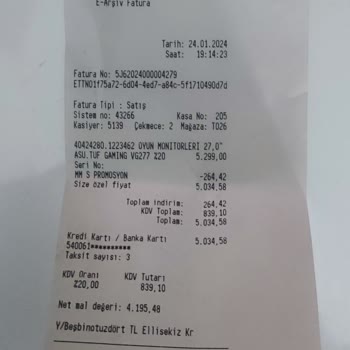 E-Arşiv Fatura
Tarih: 24.01.2024
Saat: 19:14:23
Fatura No: 5J62024000004279
ETTN01f75a72-6d04-4ed7-a84c-5f1710490d7d
Fatura Tipi : Satış
Sistem no: 43266 Kasa No: 205
Kasiyer: 5139 Çekmece: 2 Mağaza: T026
40424280.1223462 OYUN MONITORLERI 27,0"
ASU.TUF GAMING VG277 %20 5.299,00
Seri No:
MM S PROMOSYON -264,42
Size özel fiyat 5.034,58
Toplam indirim: 264,42
KDV Toplam: 839,10
Toplam: 5.034,58
Kredi Kartı / Banka Kartı 5.034,58
540061**********
Taksit sayısı: 3
KDV Oranı KDV Tutarı
%20,00 839,10
Net mal değeri: 4.195,48
Y/Beşbinotuzdört TL Ellisekiz Kr